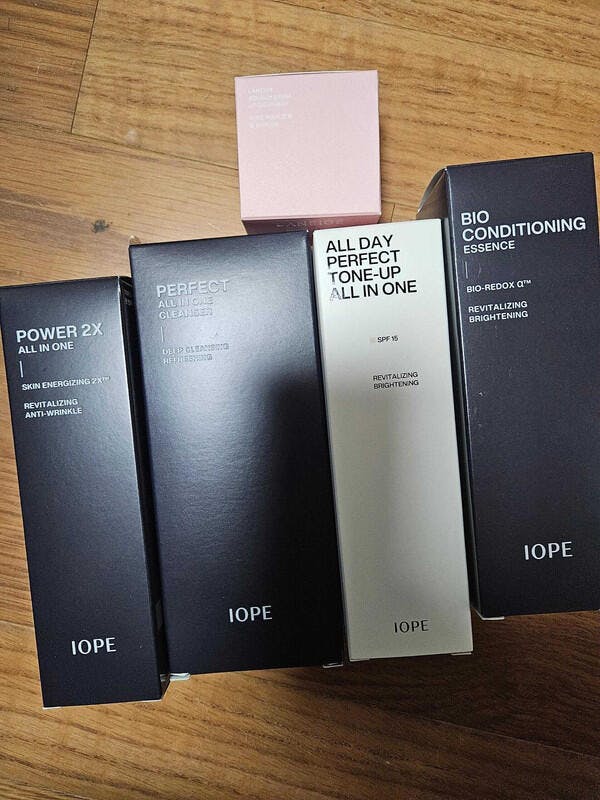 LANEIGE
LANEIGE
POWER 2X
ALL IN ONE
SKIN ENERGIZING 2X™
REVITALIZING
ANTI-WRINKLE
IOPE
PERFECT
ALL IN ONE
CLEANSER
DEEP CLEANSING
REFRESHING
IOPE
ALL DAY
PERFECT
TONE-UP
ALL IN ONE
SPF 15
REVITALIZING
BRIGHTENING
IOPE
BIO
CONDITIONING
ESSENCE
BIO-REDOX α™
REVITALIZING
BRIGHTENING
IOPE